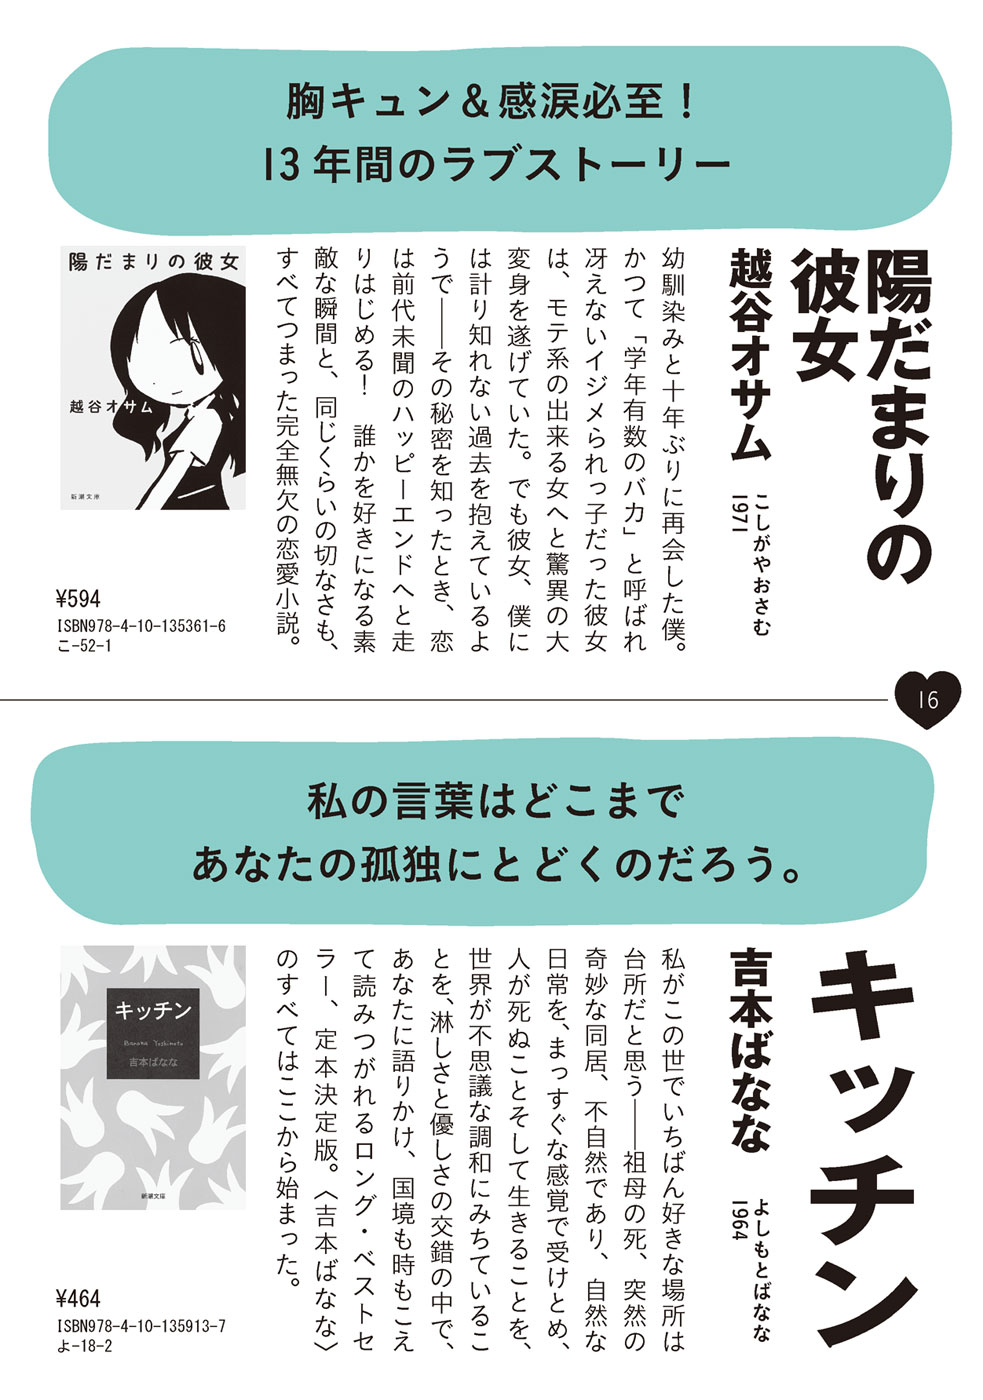 胸キュン＆感涙必至！
13年間のラブストーリー
陽だまりの
彼女
越谷オサム
こしがやおさむ
1971
幼馴染みと十年ぶりに再会した僕。
かつて「学年有数のバカ」と呼ばれ
冴えないイジメられっ子だった彼女
は、モテ系の出来る女へと驚異の大
変身を遂げていた。でも彼女、僕に
は計り知れない過去を抱えているよ
うで――その秘密を知ったとき、恋
は前代未聞のハッピーエンドへと走
りはじめる！　誰かを好きになる素
敵な瞬間と、同じくらいの切なさも、
すべてつまった完全無欠の恋愛小説。
陽だまりの彼女
越谷オサム
新潮文庫
¥594
ISBN978-4-10-135361-6
こ-52-1
16
私の言葉はどこまで
あなたの孤独にとどくのだろう。
キッチン
吉本ばなな
よしもとばなな
1964
私がこの世でいちばん好きな場所は
台所だと思う――祖母の死、突然の
奇妙な同居、不自然であり、自然な
日常を、まっすぐな感覚で受けとめ、
人が死ぬことそして生きることを、
世界が不思議な調和にみちているこ
とを、淋しさと優しさの交錯の中で、
あなたに語りかけ、国境も時もこえ
て読みつがれるロング・ベストセ
ラー、定本決定版。〈吉本ばなな〉
のすべてはここから始まった。
キッチン
Banana Yoshimoto
吉本ばなな
新潮文庫
¥464
ISBN978-4-10-135913-7
よ-18-2